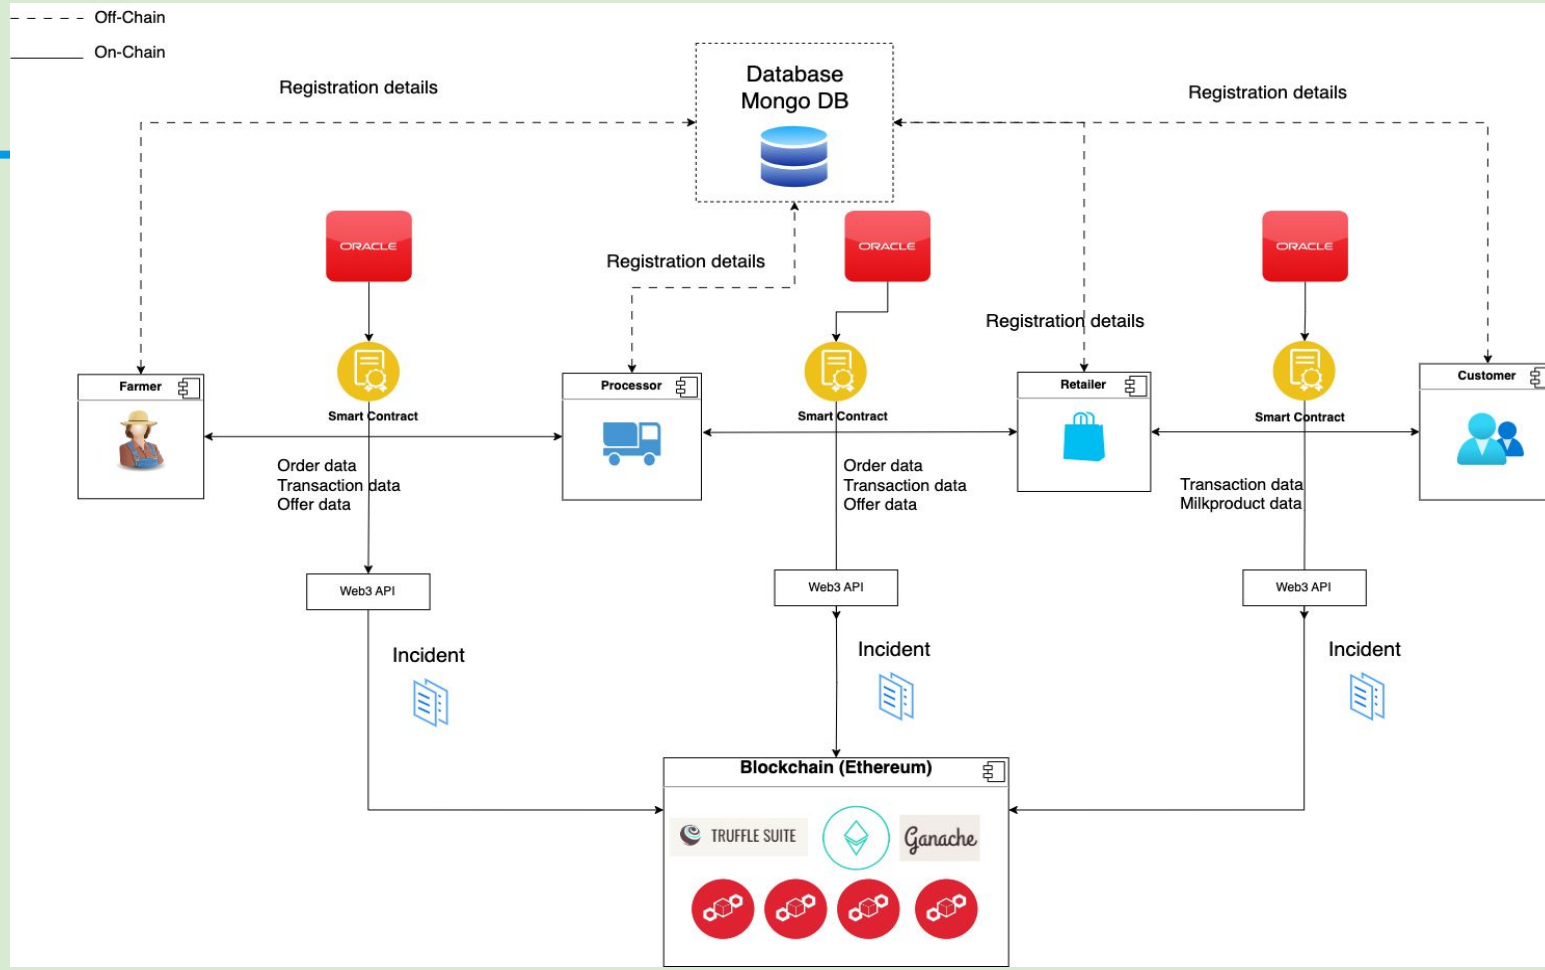 Off-Chain
On-Chain
Registration details
Database
Mongo DB
Registration details
ORACLE
ORACLE
ORACLE
Registration details
Registration details
Farmer
Smart Contract
Processor
Smart Contract
Retailer
Smart Contract
Customer
Order data
Transaction data
Offer data
Order data
Transaction data
Offer data
Transaction data
Milkproduct data
Web3 API
Web3 API
Web3 API
Incident
Incident
Incident
Blockchain (Ethereum)
TRUFFLE SUITE
Ganache